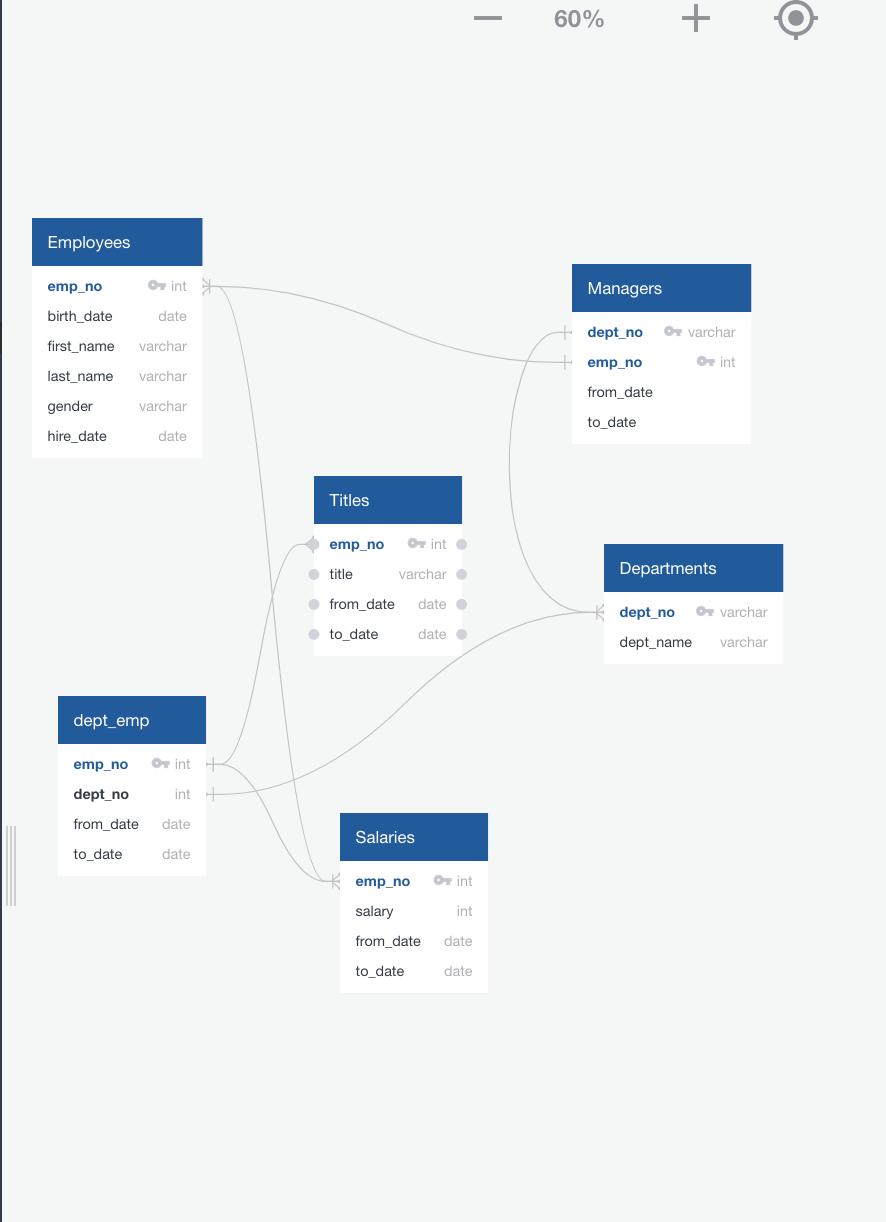 60%
Employees
emp_no int
birth_date date
first_name varchar
last_name varchar
gender varchar
hire_date date
Managers
dept_no varchar
emp_no int
from_date
to_date
Titles
emp_no int
title varchar
from_date date
to_date date
Departments
dept_no varchar
dept_name varchar
dept_emp
emp_no int
dept_no int
from_date date
to_date date
Salaries
emp_no int
salary int
from_date date
to_date date